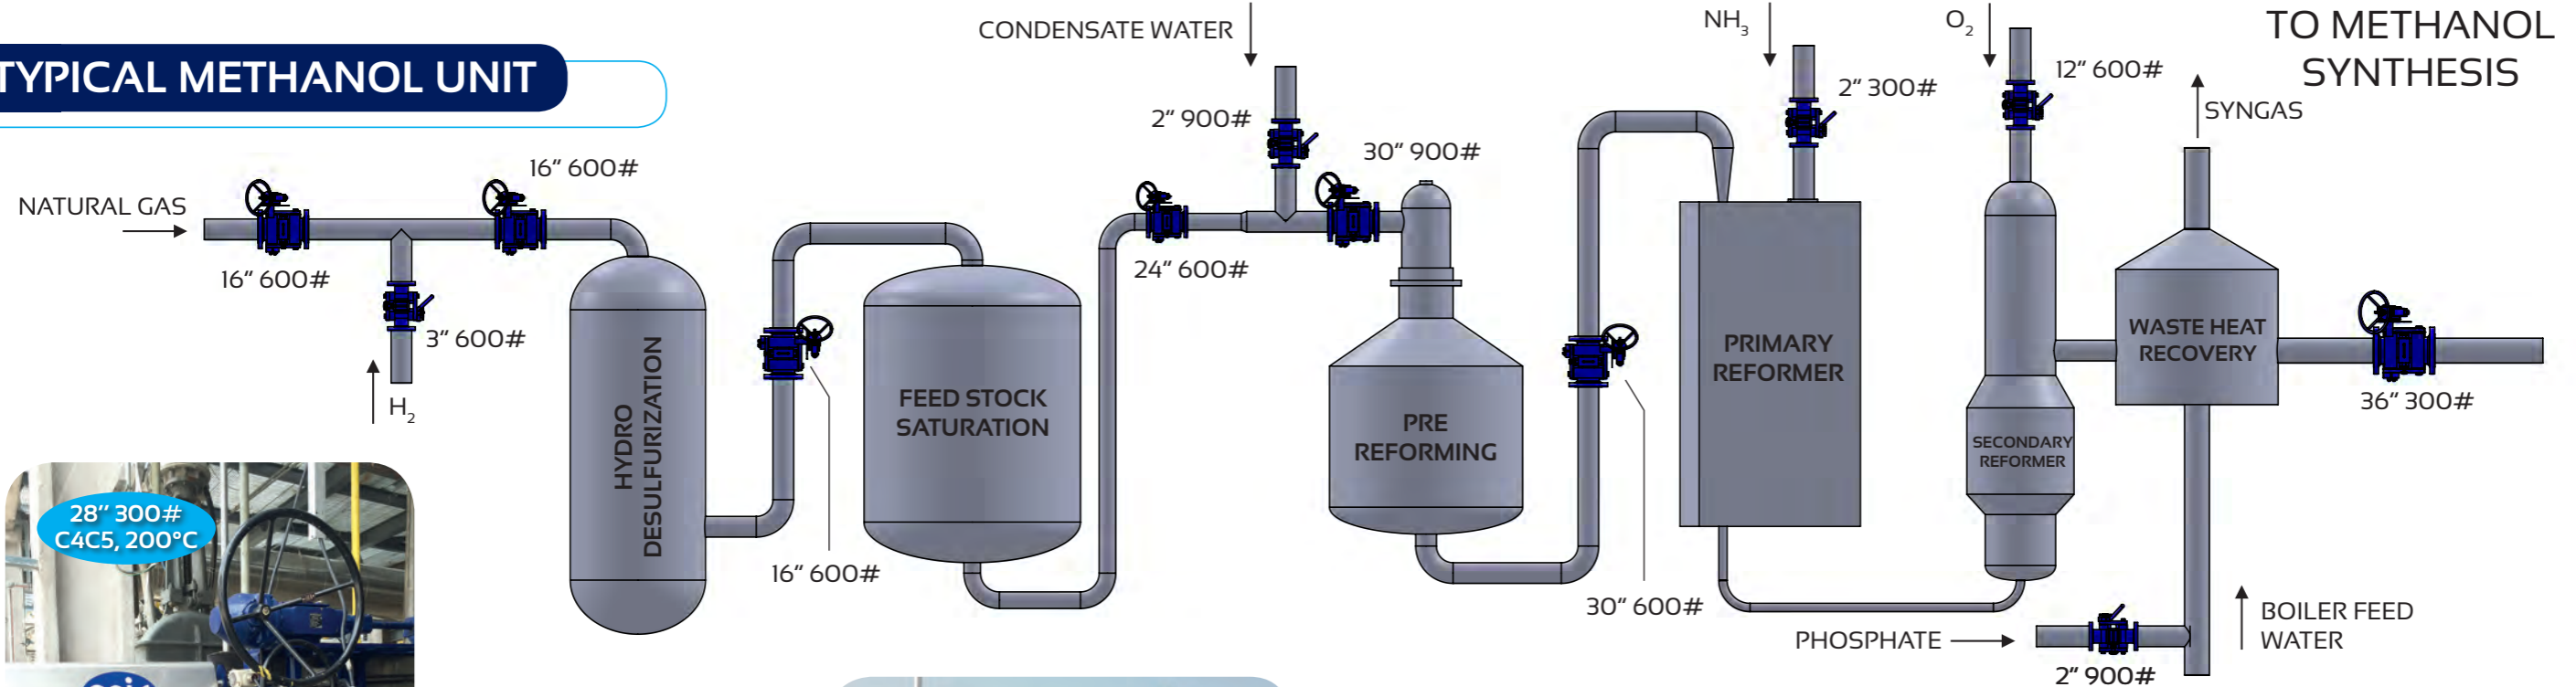 TYPICAL METHANOL UNIT
CONDENSATE WATER
NH₃
O₂
TO METHANOL
SYNTHESIS
12" 600#
2" 300#
SYNGAS
2" 900#
30" 900#
16" 600#
NATURAL GAS
16" 600#
24" 600#
3" 600#
H₂
HYDRO
DESULFURIZATION
FEED STOCK
SATURATION
PRE
REFORMING
PRIMARY
REFORMER
SECONDARY
REFORMER
WASTE HEAT
RECOVERY
36" 300#
28" 300#
C4C5, 200°C
16" 600#
30" 600#
PHOSPHATE
BOILER FEED
WATER
2" 900#